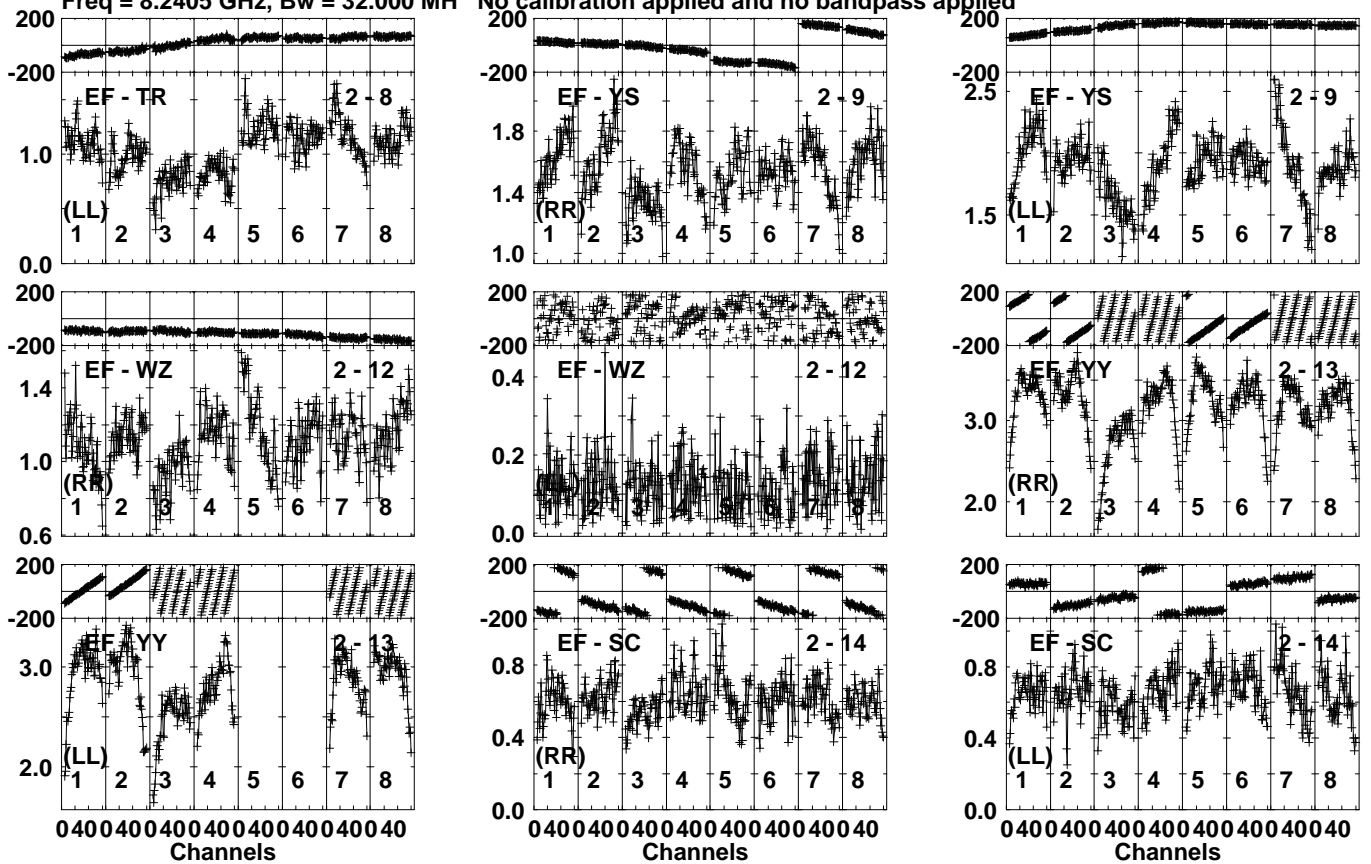 Freq = 8.2405 GHz, Bw = 32.000 MH No calibration applied and no bandpass applied
200
-200
EF - TR 2 - 8
1.0
(LL)
1 2 3 4 5 6 7 8
0.0
200
-200
EF - YS 2 - 9
1.8
1.4
(RR)
1 2 3 4 5 6 7 8
1.0
200
-200
2.5
EF - YS 2 - 9
1.5
(LL)
1 2 3 4 5 6 7 8
200
-200
EF - WZ 2 - 12
1.4
1.0
(RR)
1 2 3 4 5 6 7 8
0.6
200
-200
EF - WZ 2 - 12
0.4
0.2
(LL)
1 2 3 4 5 6 7 8
0.0
200
-200
EF - YY 2 - 13
3.0
(RR)
2.0
1 2 3 4 5 6 7 8
200
-200
EF - YY 2 - 13
3.0
(LL)
2.0
1 2 3 4 7 8
0 40 0 40 0 40 0 40 0 40 0 40 0 40 0 40
Channels
200
-200
EF - SC 2 - 14
0.8
0.4
(RR)
1 2 3 4 5 6 7 8
0.0
0 40 0 40 0 40 0 40 0 40 0 40 0 40 0 40
Channels
200
-200
EF - SC 2 - 14
0.8
0.4
(LL)
1 2 3 4 5 6 7 8
0.0
0 40 0 40 0 40 0 40 0 40 0 40 0 40 0 40
Channels